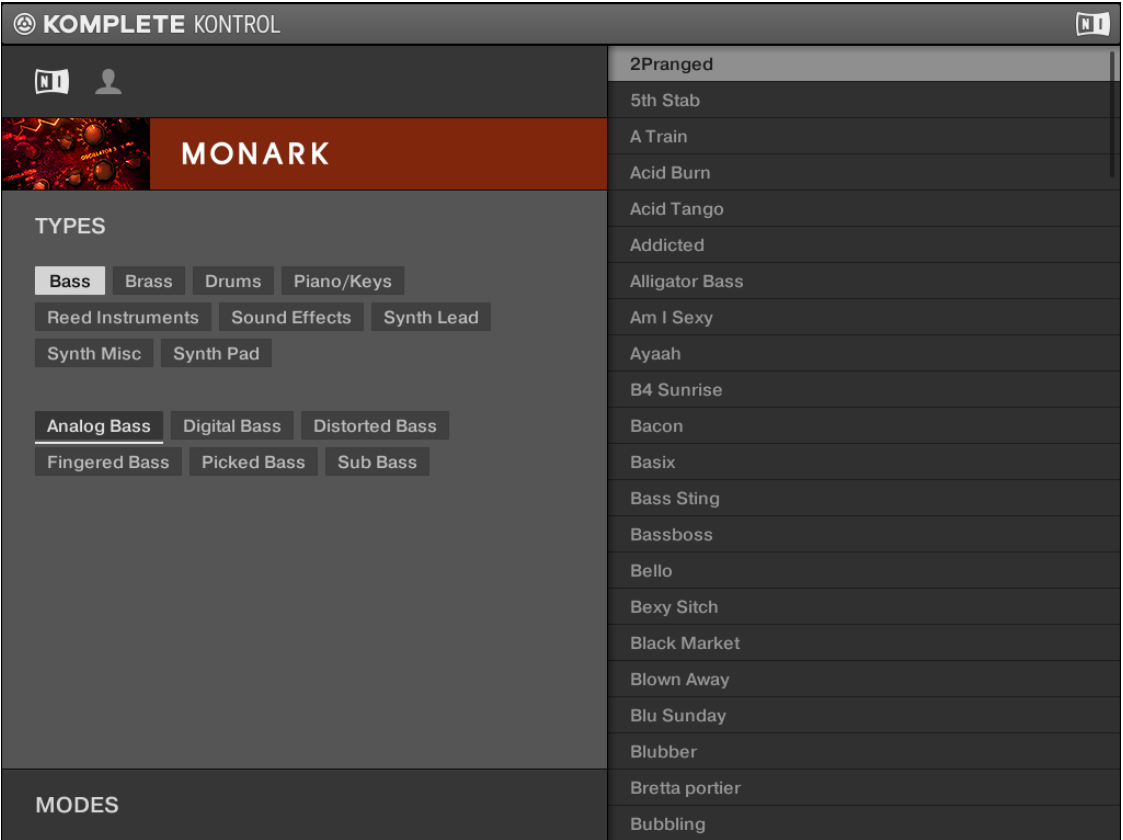 KOMPLETE KONTROL
NI
NI
MONARK
TYPES
Bass Brass Drums Piano/Keys
Reed Instruments Sound Effects Synth Lead
Synth Misc Synth Pad
Analog Bass Digital Bass Distorted Bass
Fingered Bass Picked Bass Sub Bass
MODES
2Pranged
5th Stab
A Train
Acid Burn
Acid Tango
Addicted
Alligator Bass
Am I Sexy
Ayaah
B4 Sunrise
Bacon
Basix
Bass Sting
Bassboss
Bello
Bexy Sitch
Black Market
Blown Away
Blu Sunday
Blubber
Bretta portier
Bubbling